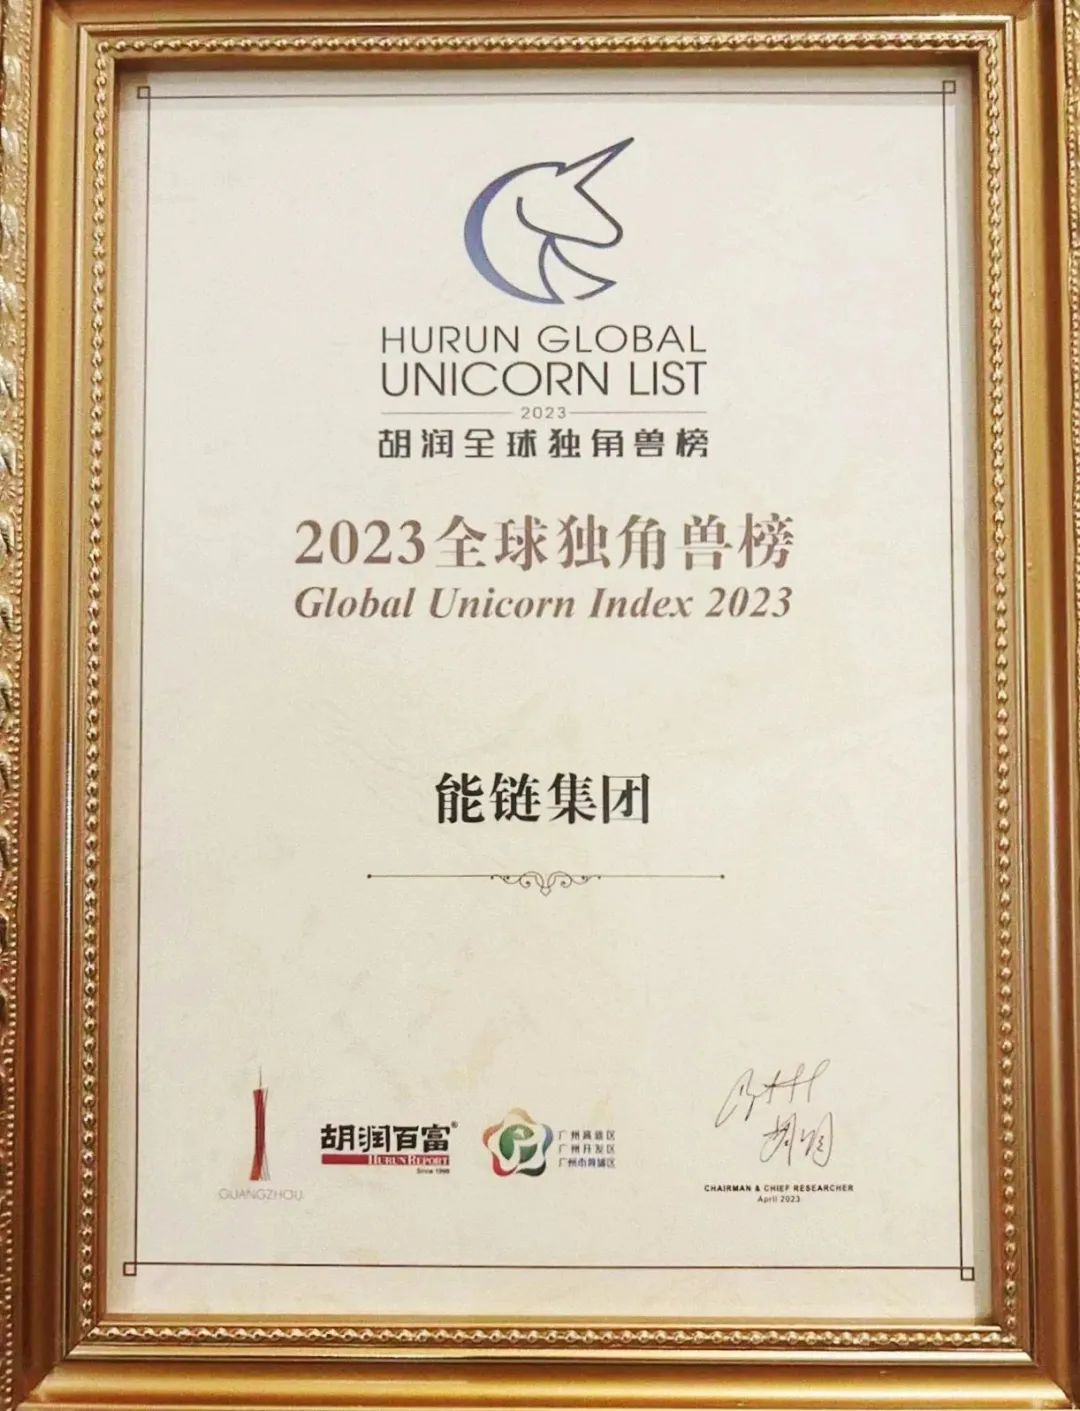 HURUN GLOBAL
UNICORN LIST
2023
胡润全球独角兽榜
2023全球独角兽榜
Global Unicorn Index 2023
能链集团
GUANGZHOU
胡润百富®
HURUN REPORT
Since 1999
广州高新区
广州开发区
广州市黄埔区
胡润
CHAIRMAN & CHIEF RESEARCHER
April 2023